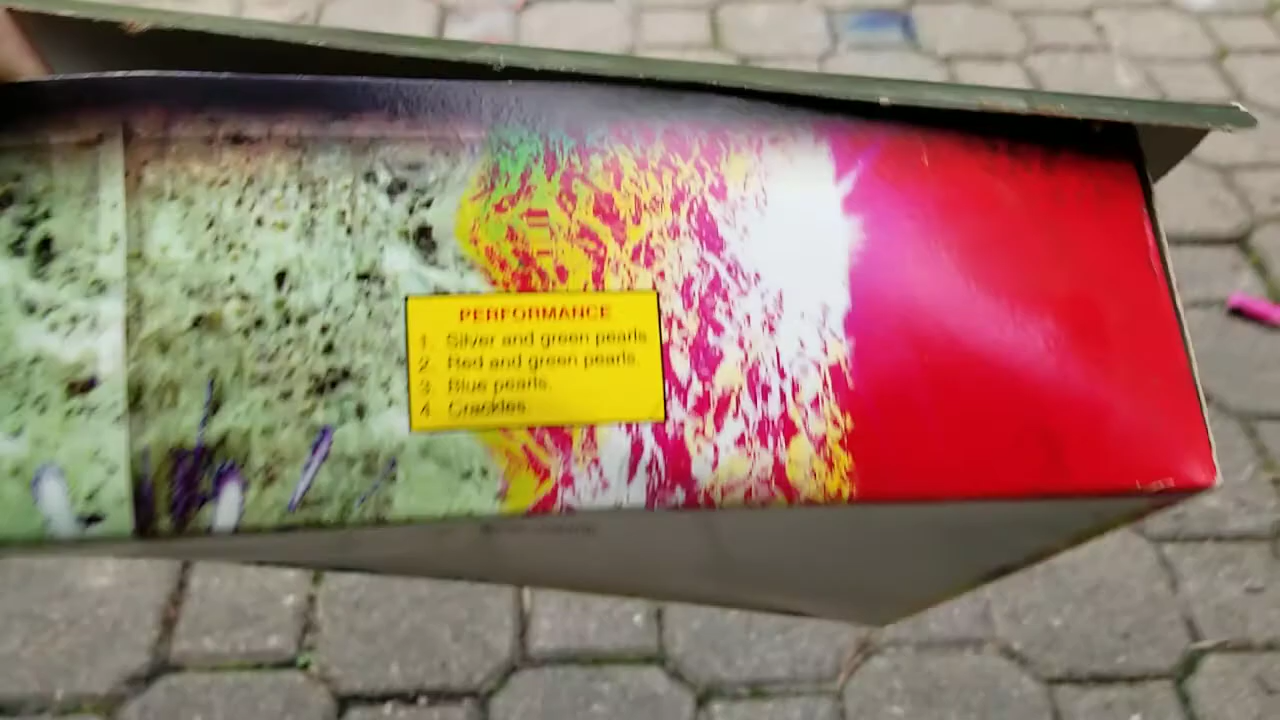 PERFORMANCE
1. Silver and green pearls
2. Red and green pearls.
3. Blue pearls.
4. Crackles.